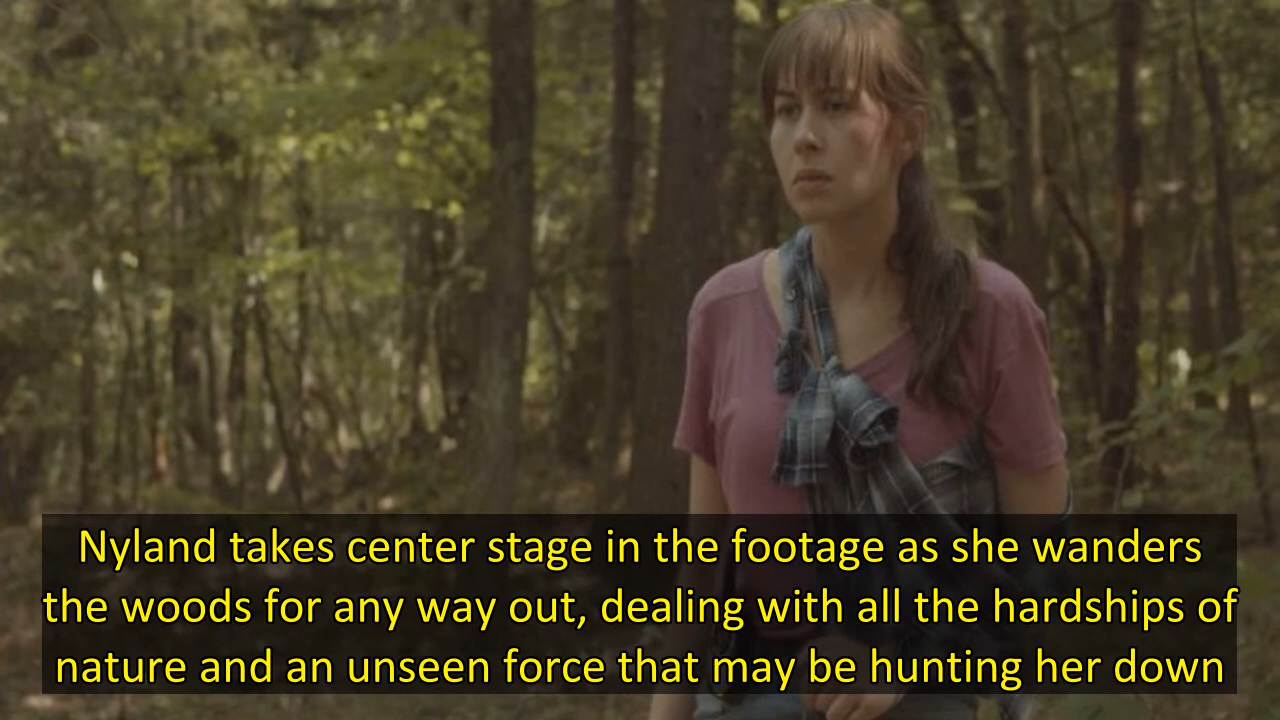 Nyland takes center stage in the footage as she wanders
the woods for any way out, dealing with all the hardships of
nature and an unseen force that may be hunting her down